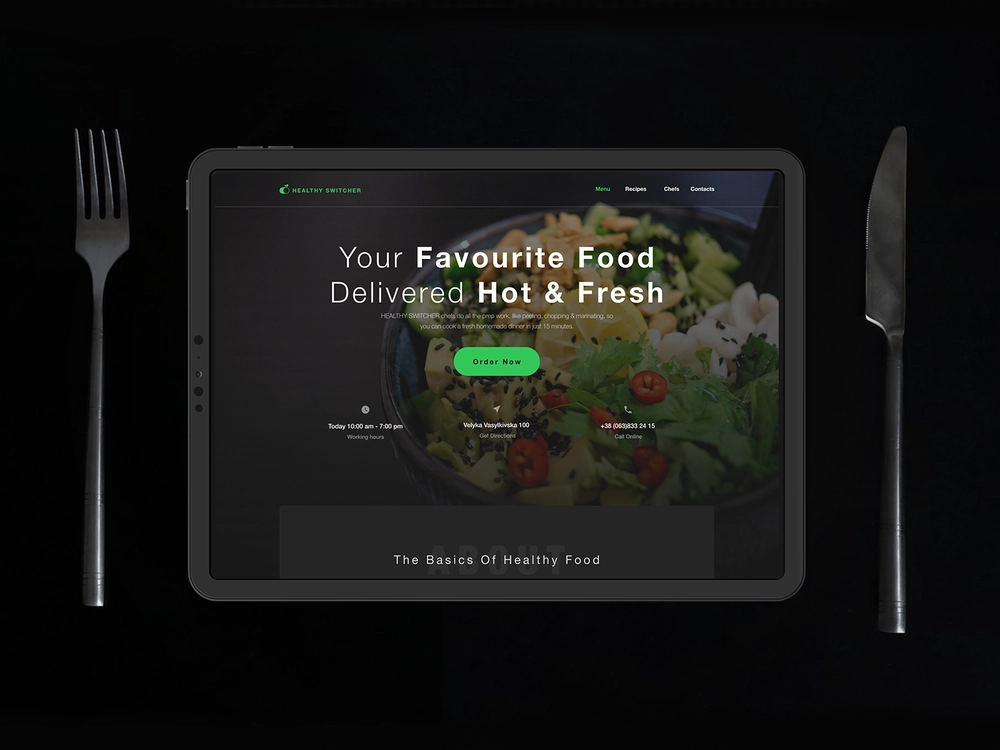 HEALTHY SWITCHER
Menu Recipes Chefs Contacts
Your Favourite Food
Delivered Hot & Fresh
HEALTHY SWITCHER chefs do all the prep work, like peeling, chopping & marinating, so
you can cook a fresh homemade dinner in just 15 minutes.
Order Now
Today 10:00 am - 7:00 pm
Working horus
Velyka Vasylkivska 100
Get Directions
+38 (063)833 24 15
Call Online
ABOUT
The Basics Of Healthy Food